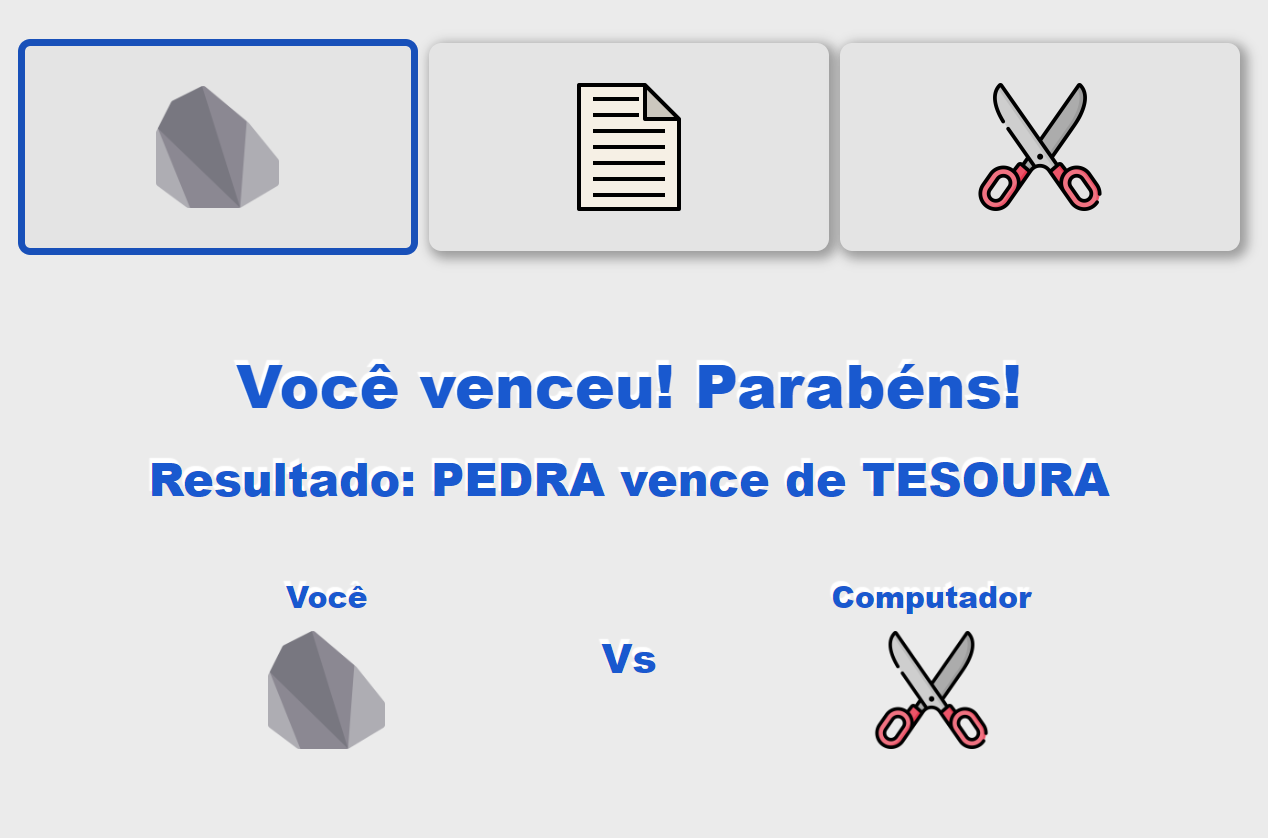 Você venceu! Parabéns!
Resultado: PEDRA vence de TESOURA
Você
Computador
Vs